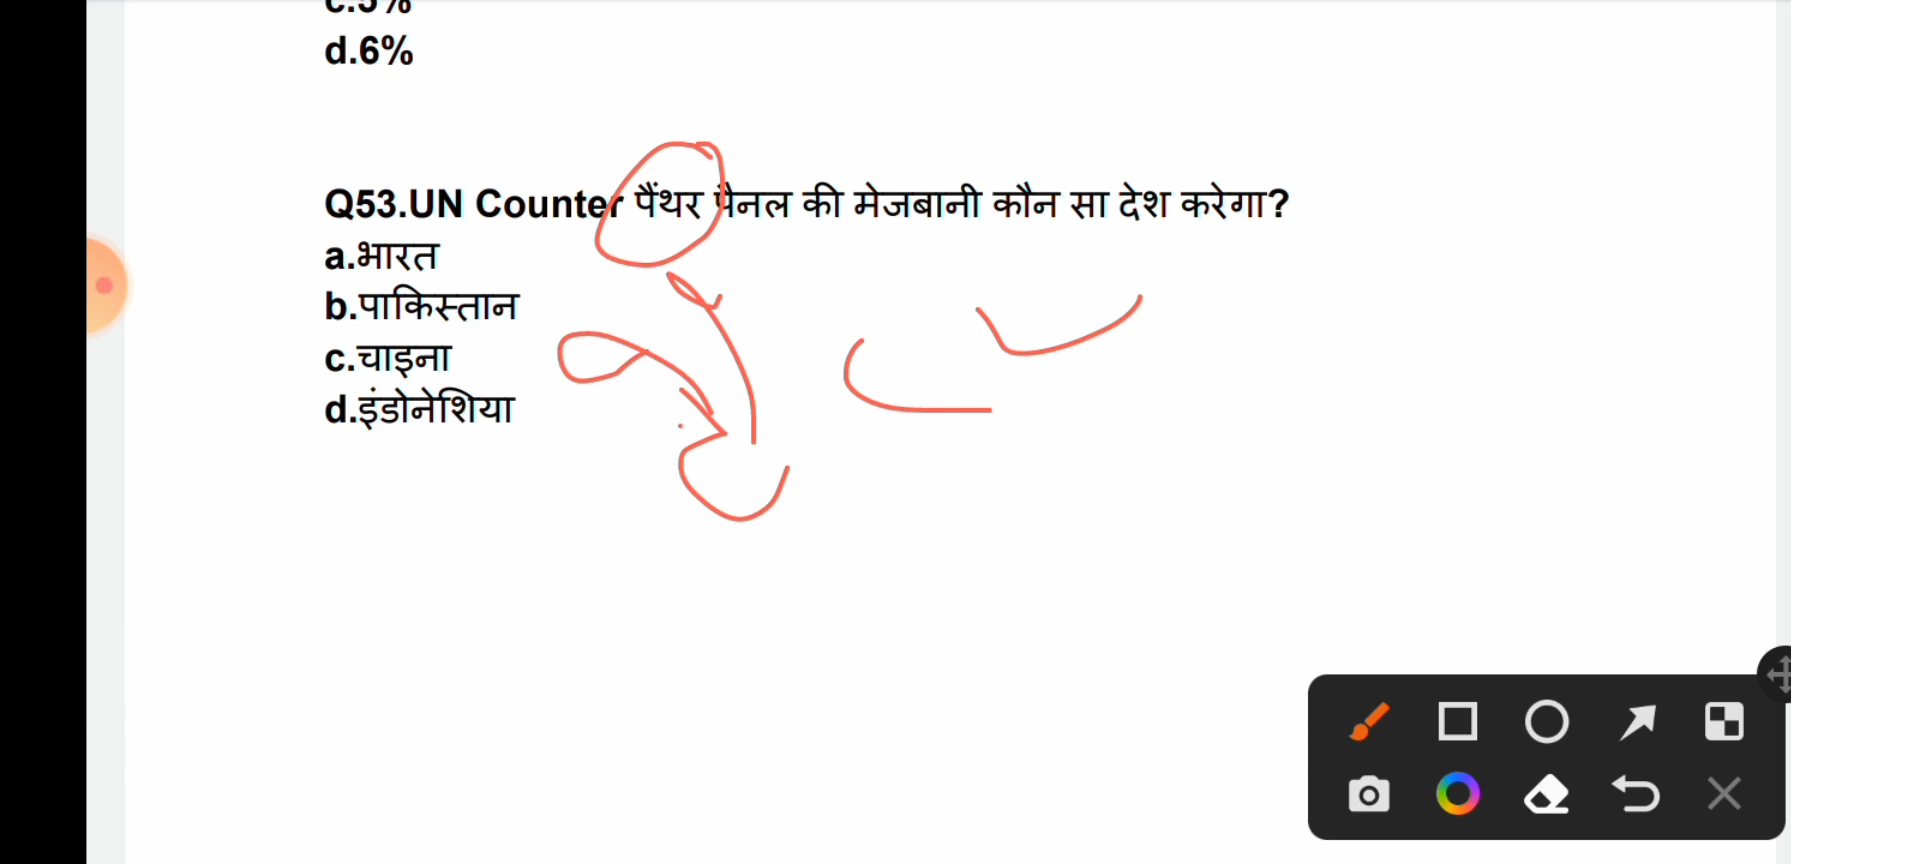 d.6%
Q53.UN Counter पैंथर पैनल की मेजबानी कौन सा देश करेगा?
a.भारत
b.पाकिस्तान
c.चाइना
d.इंडोनेशिया